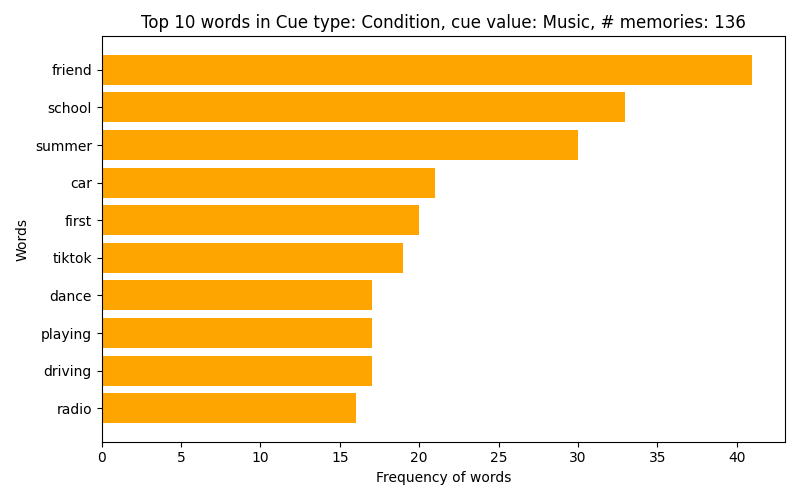 Top 10 words in Cue type: Condition, cue value: Music, # memories: 136
friend
school
summer
car
first
tiktok
dance
playing
driving
radio
Words
0 5 10 15 20 25 30 35 40
Frequency of words